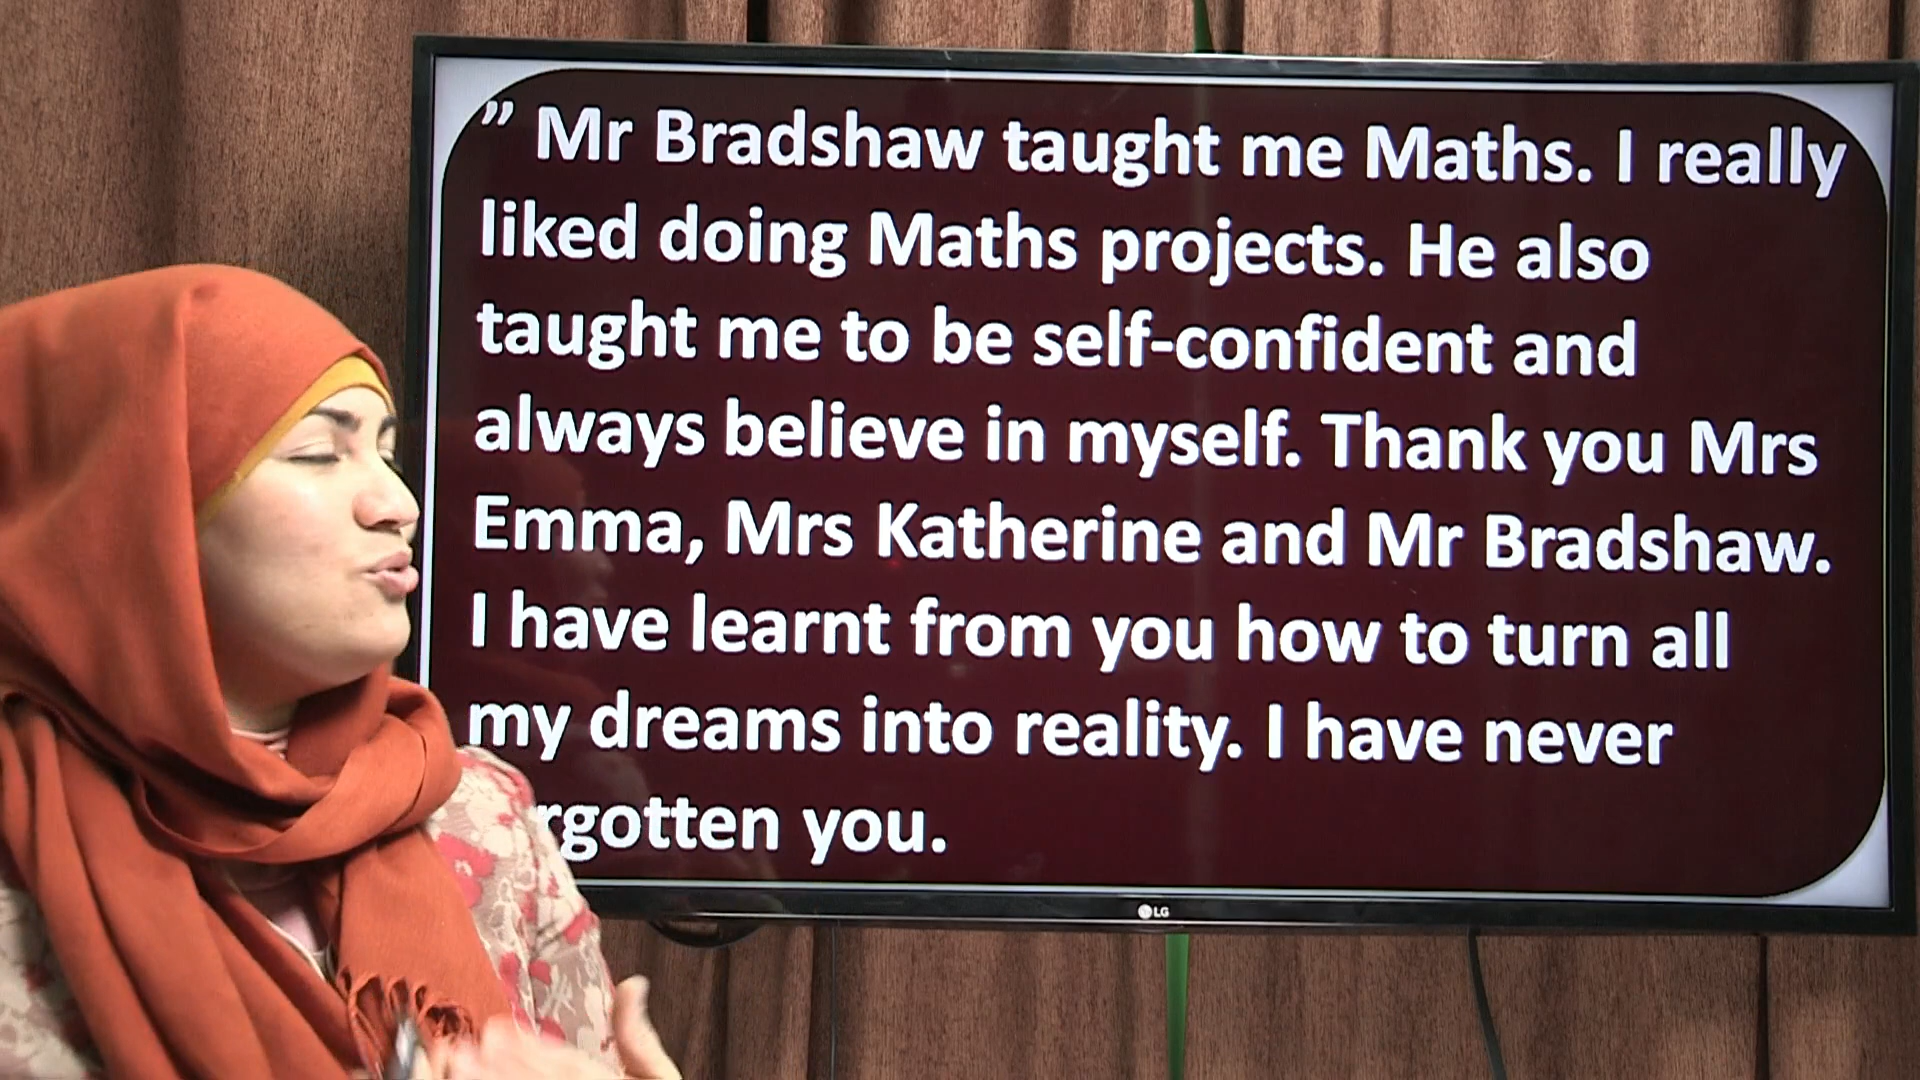 ” Mr Bradshaw taught me Maths. I really
liked doing Maths projects. He also
taught me to be self-confident and
always believe in myself. Thank you Mrs
Emma, Mrs Katherine and Mr Bradshaw.
I have learnt from you how to turn all
my dreams into reality. I have never
you.
LG